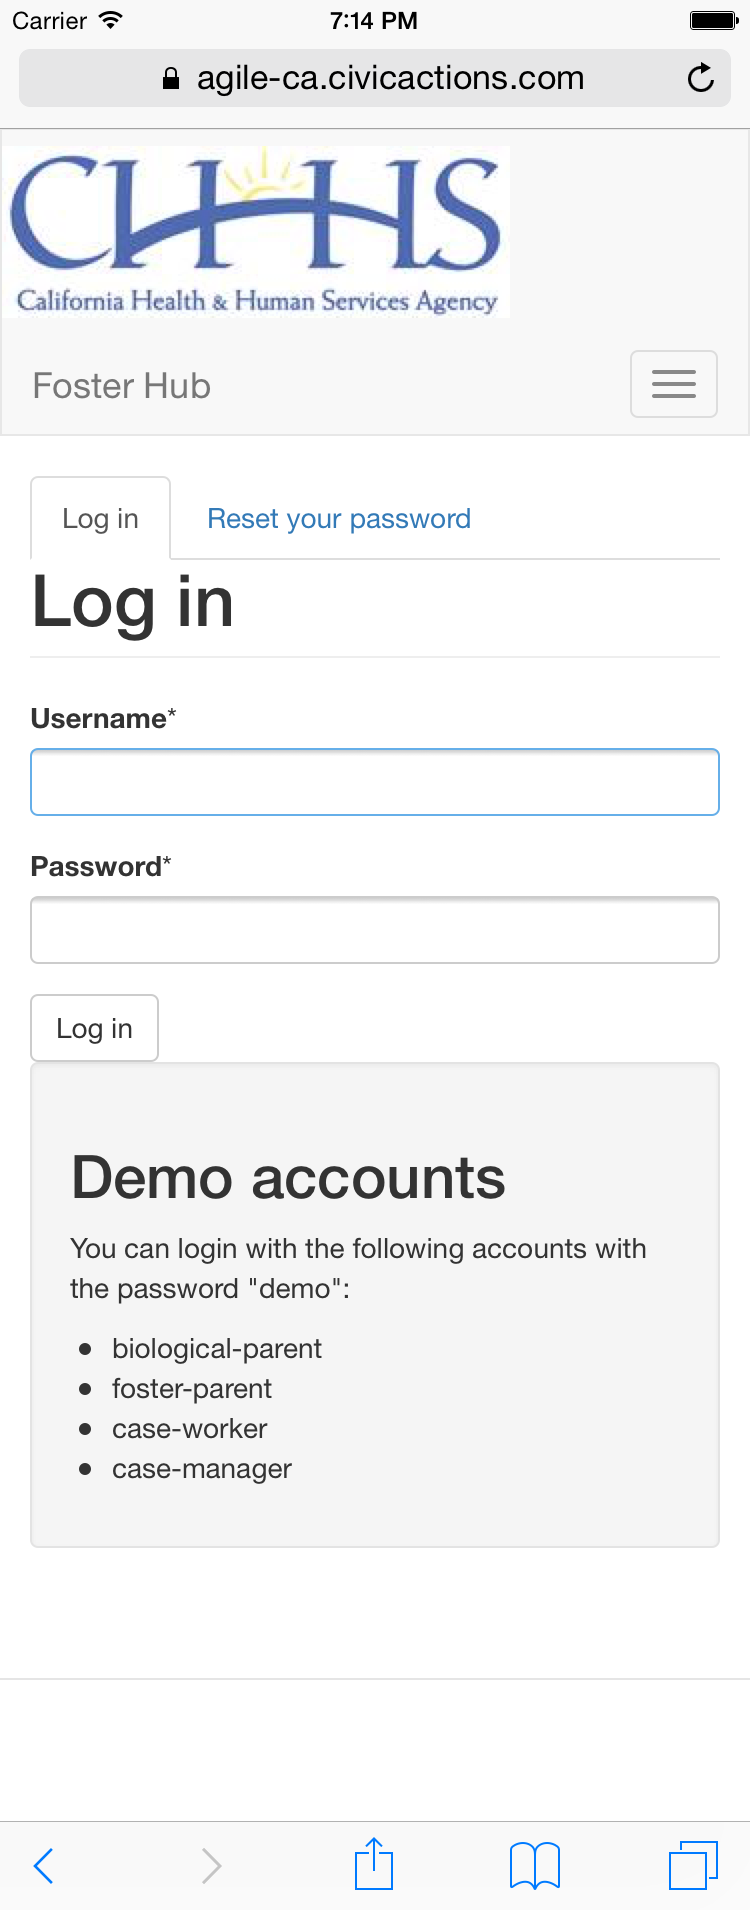 Carrier 7:14 PM
agile-ca.civicactions.com
CHHS
California Health & Human Services Agency
Foster Hub
Log in Reset your password
Log in
Username*
Password*
Log in
Demo accounts
You can login with the following accounts with
the password "demo":
• biological-parent
• foster-parent
• case-worker
• case-manager